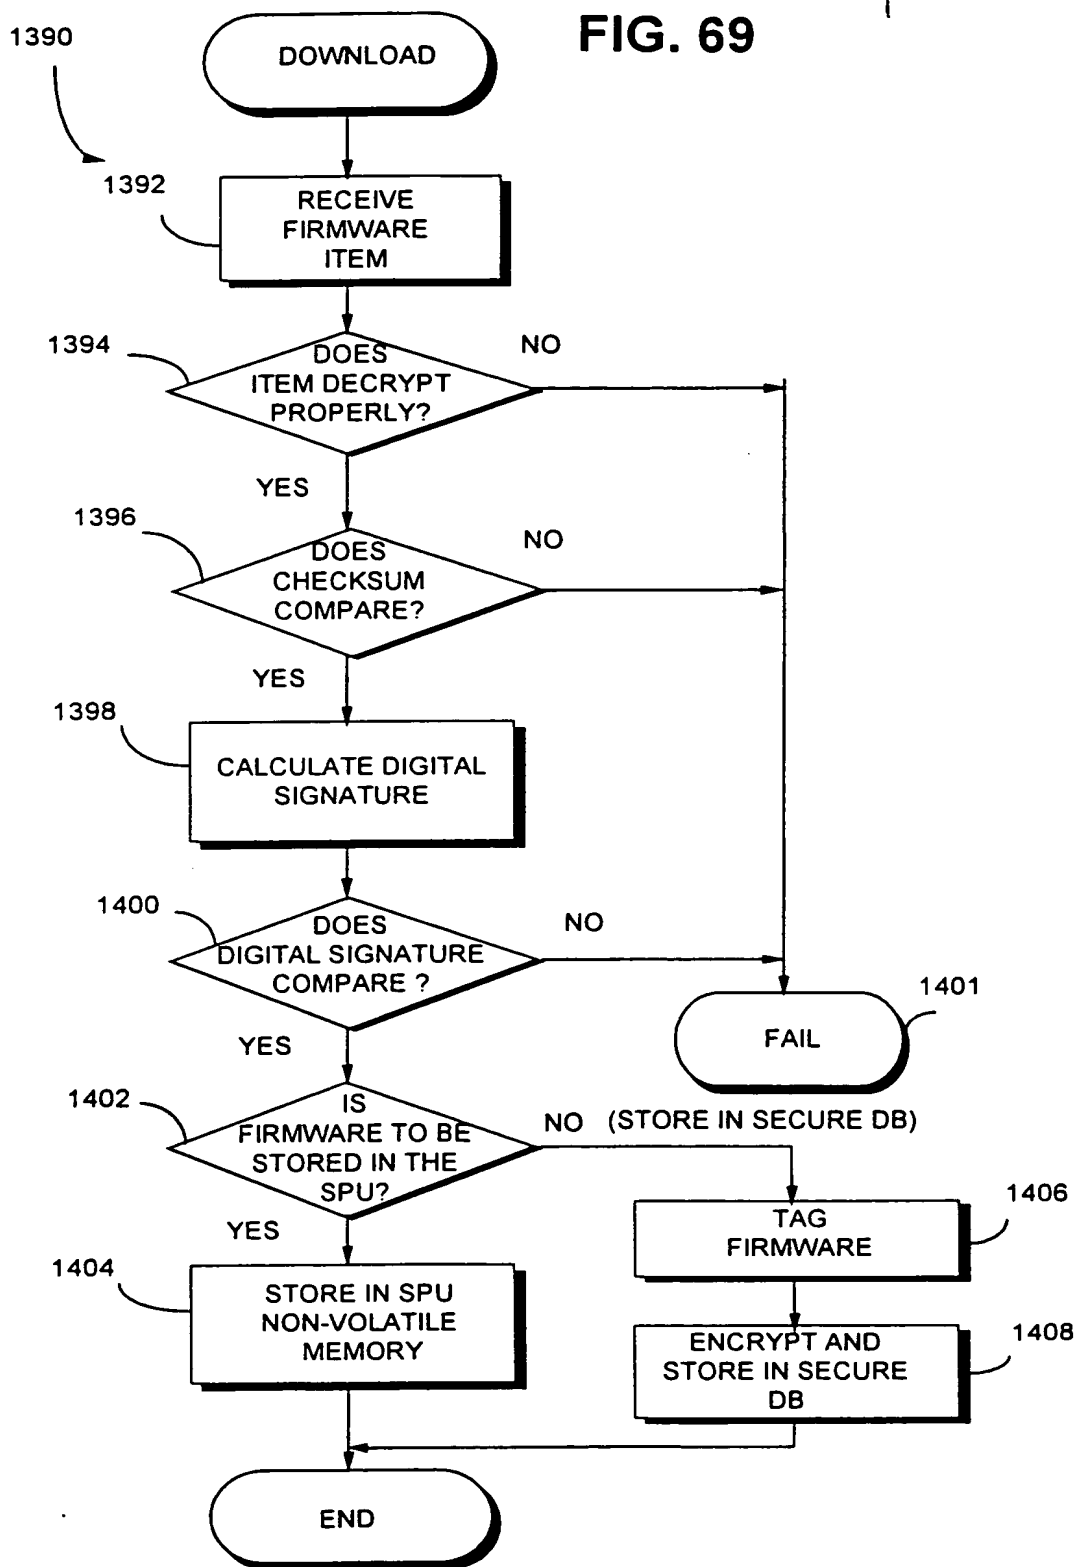 FIG. 69
1390
DOWNLOAD
1392
RECEIVE
FIRMWARE
ITEM
1394
DOES
ITEM DECRYPT
PROPERLY?
NO
YES
1396
DOES
CHECKSUM
COMPARE?
NO
YES
1398
CALCULATE DIGITAL
SIGNATURE
1400
DOES
DIGITAL SIGNATURE
COMPARE ?
NO
1401
FAIL
YES
1402
IS
FIRMWARE TO BE
STORED IN THE
SPU?
NO (STORE IN SECURE DB)
YES
1406
TAG
FIRMWARE
1404
STORE IN SPU
NON-VOLATILE
MEMORY
1408
ENCRYPT AND
STORE IN SECURE
DB
END